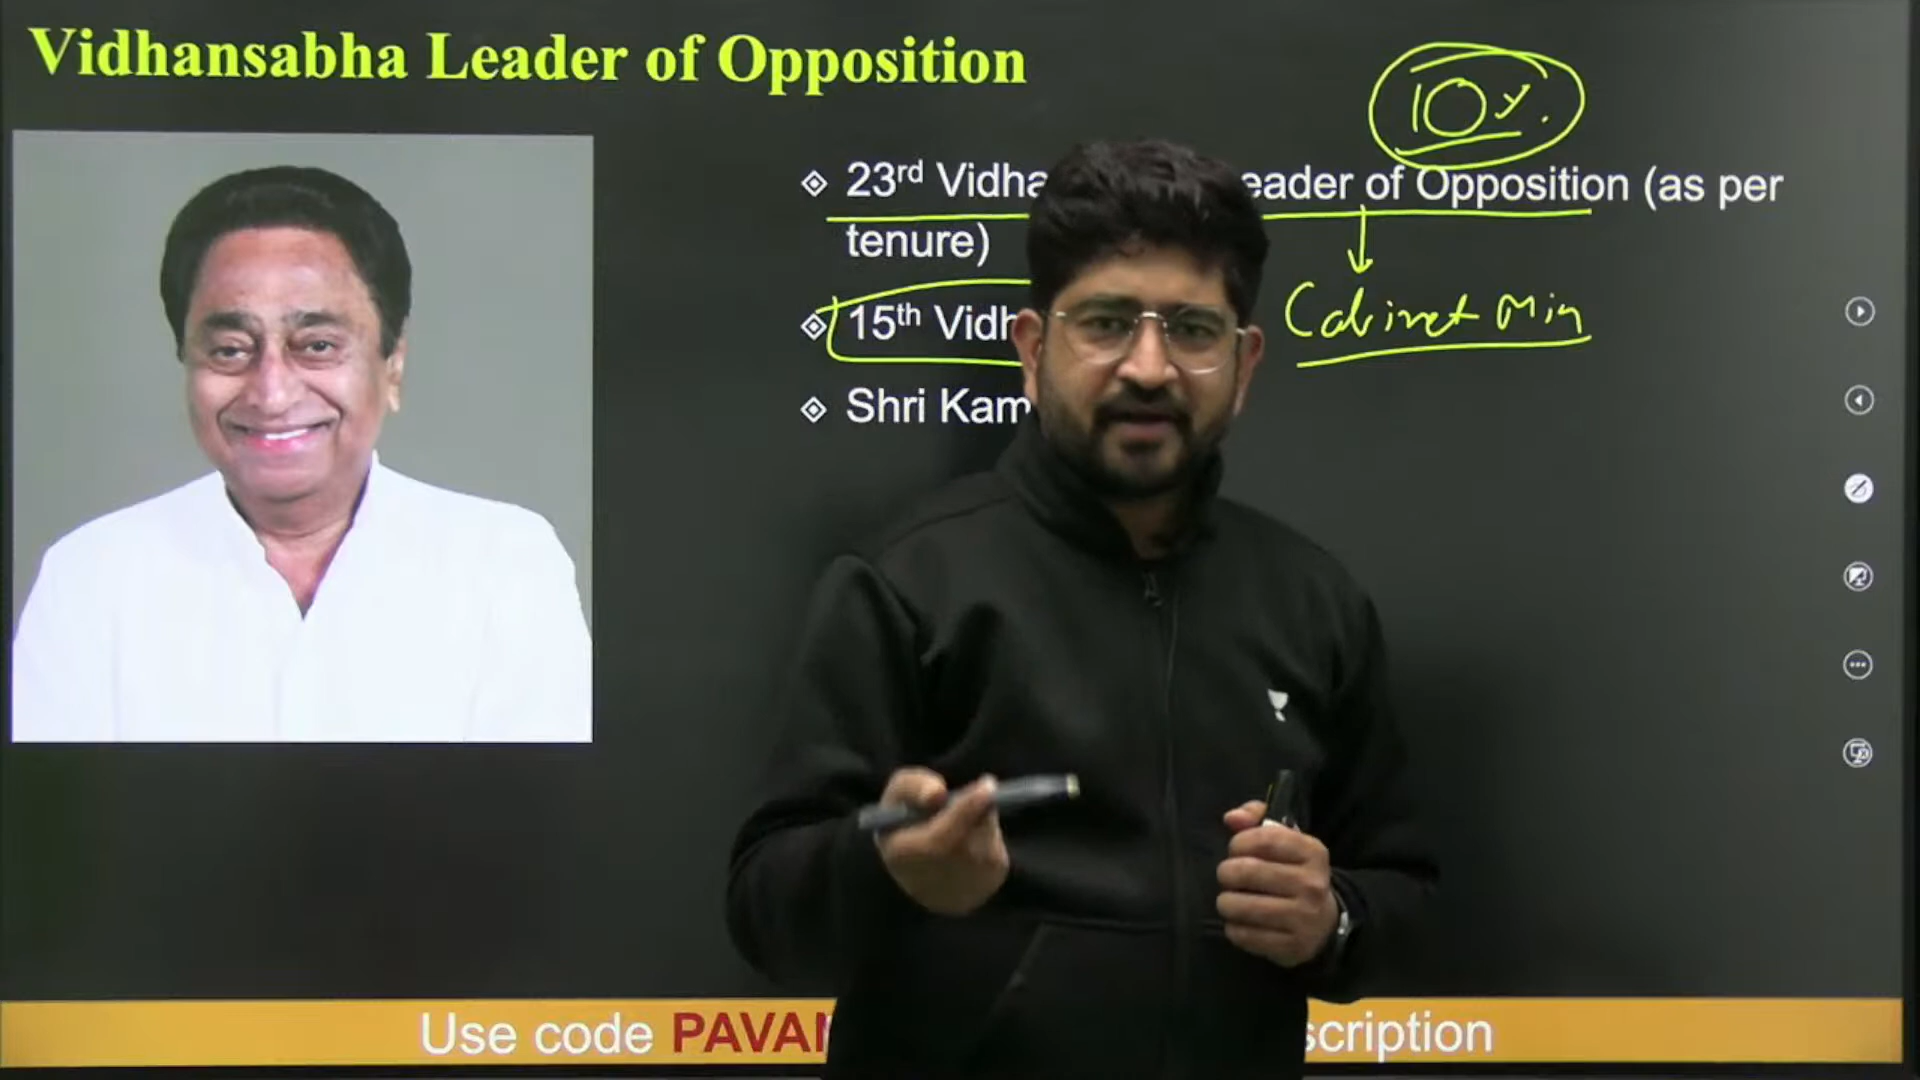 Vidhansabha Leader of Opposition
10%.
23rd Vidha eader of Opposition (as per
tenure)
Cabinet Min
15th Vidh
Shri Kam
Use code PAVAN scription